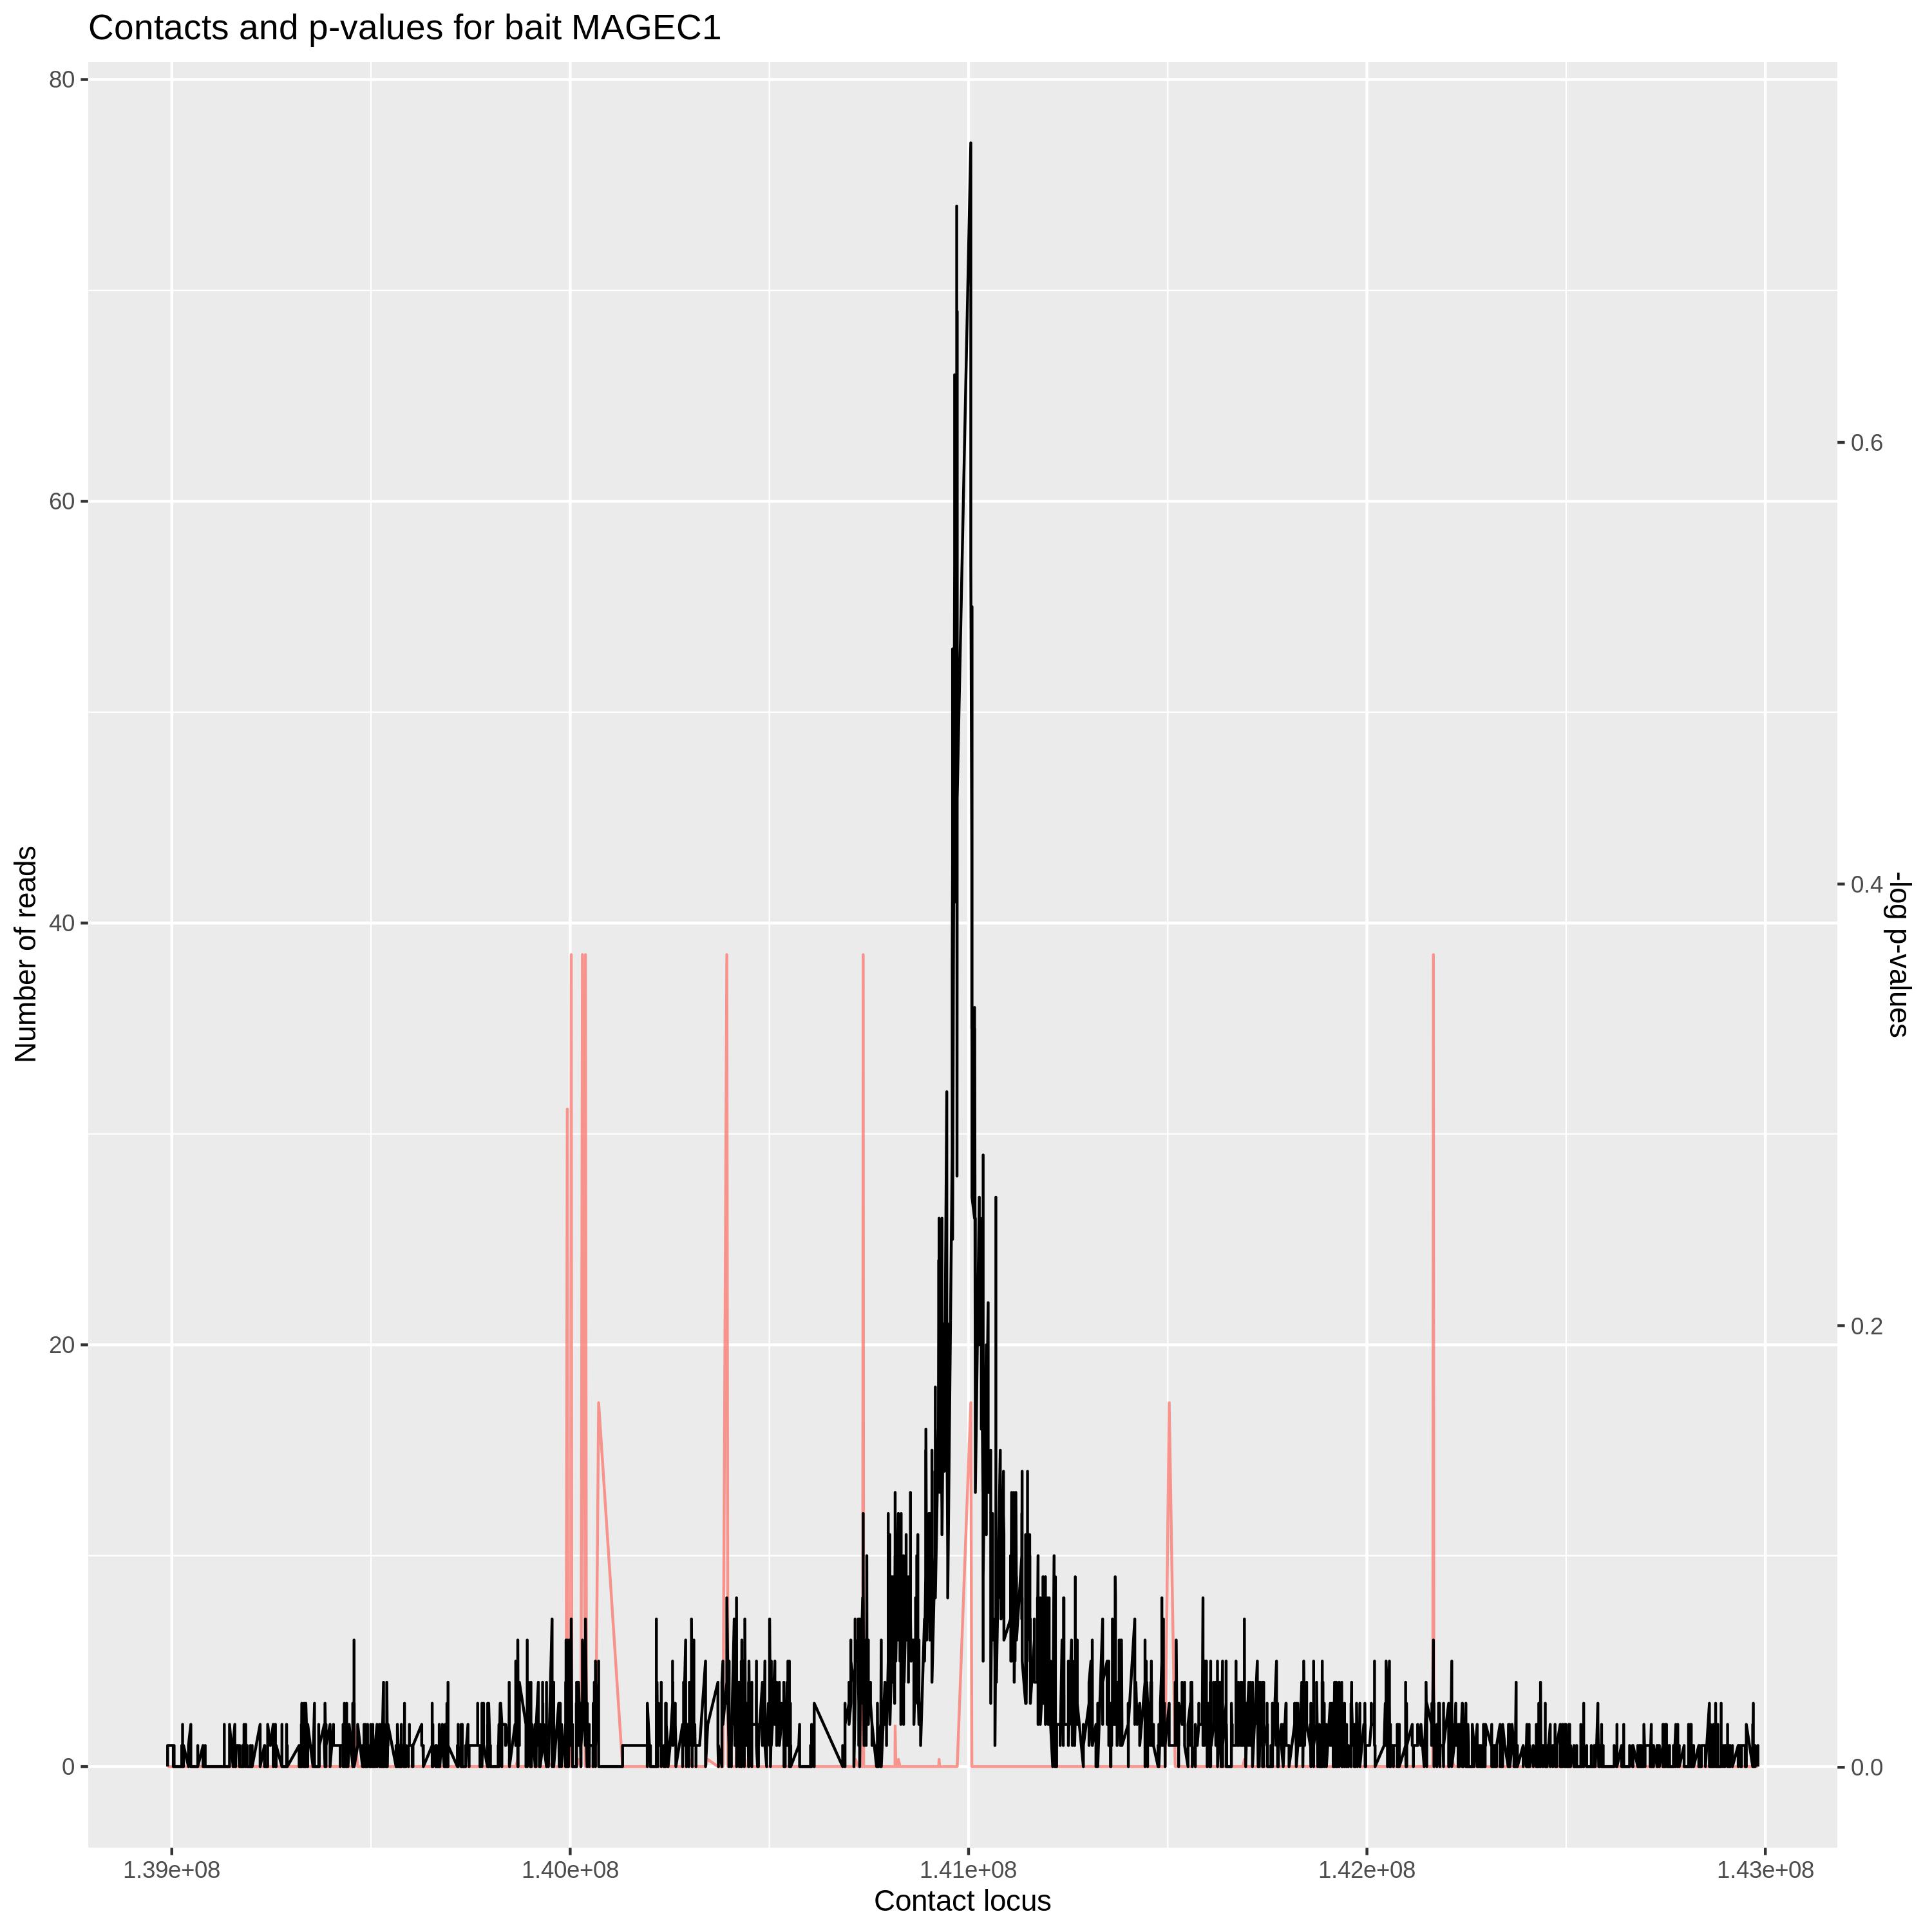 Contacts and p-values for bait MAGEC1
80
60
40
20
0
Number of reads
0.6
0.4
0.2
0.0
-log p-values
1.39e+08 1.40e+08 1.41e+08 1.42e+08 1.43e+08
Contact locus